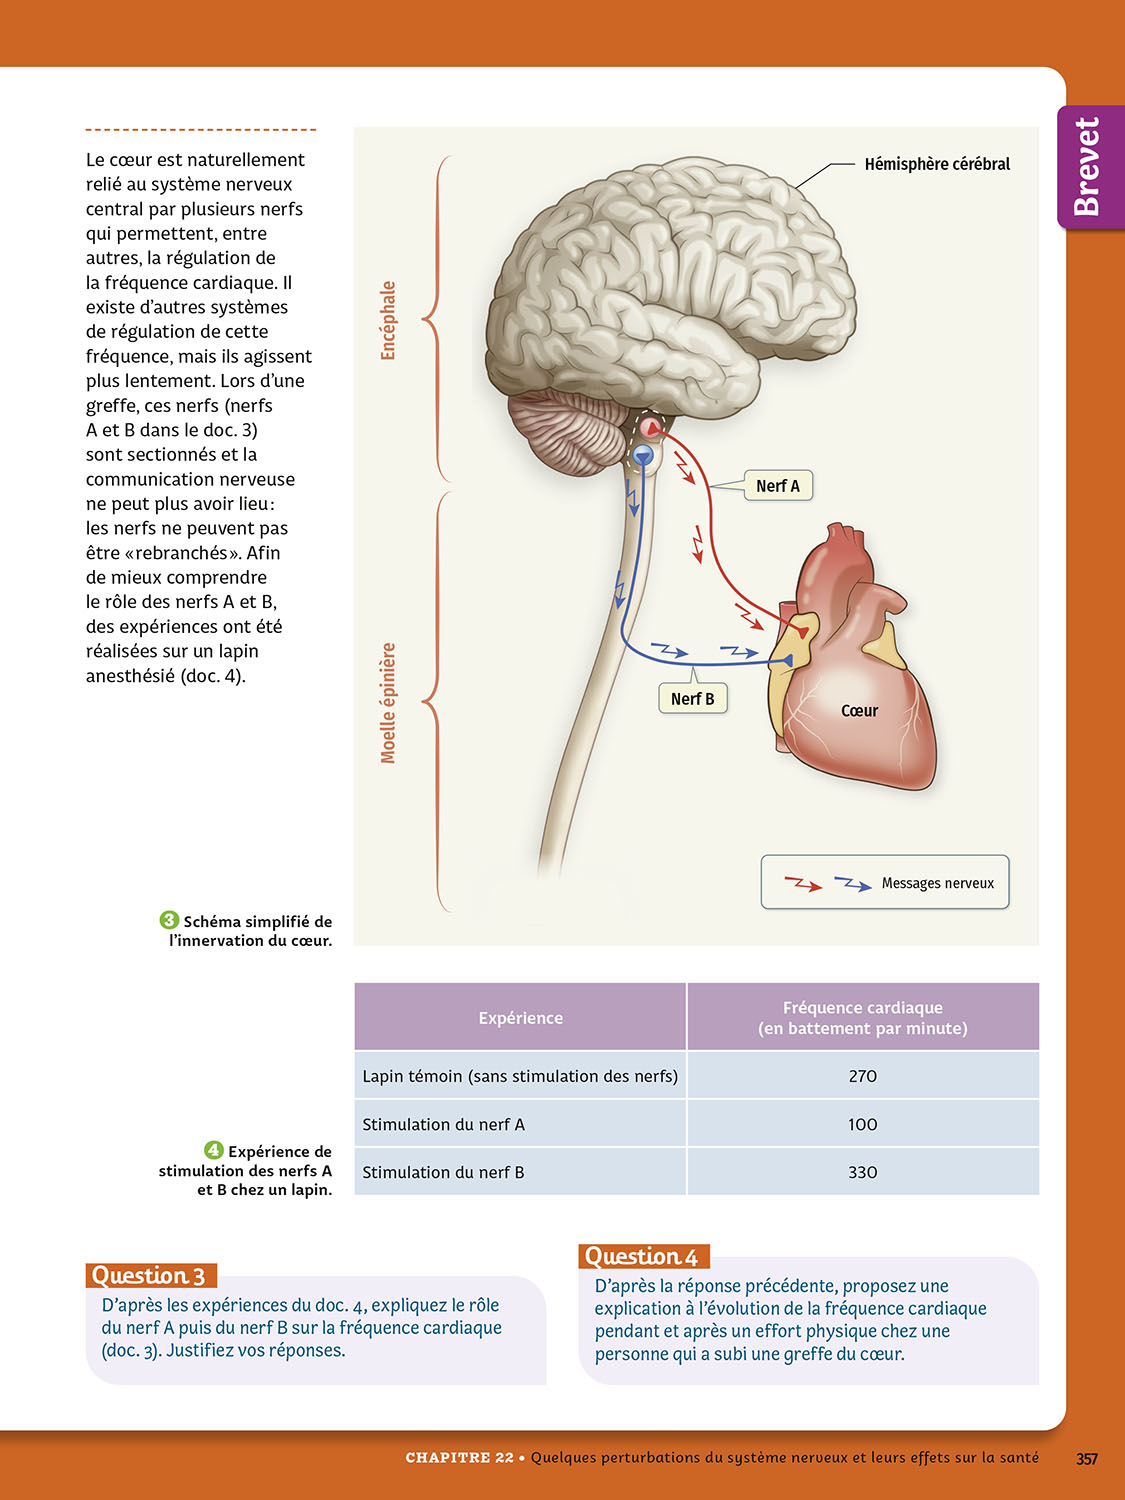 Brevet
Le cœur est naturellement
relié au système nerveux
central par plusieurs nerfs
qui permettent, entre
autres, la régulation de
la fréquence cardiaque. Il
existe d'autres systèmes
de régulation de cette
fréquence, mais ils agissent
plus lentement. Lors d'une
greffe, ces nerfs (nerfs
A et B dans le doc. 3)
sont sectionnés et la
communication nerveuse
ne peut plus avoir lieu :
les nerfs ne peuvent pas
être « rebranchés ». Afin
de mieux comprendre
le rôle des nerfs A et B,
des expériences ont été
réalisées sur un lapin
anesthésié (doc. 4).
Hémisphère cérébral
Encéphale
Nerf A
Moelle épinière
Nerf B
Cœur
Messages nerveux
3 Schéma simplifié de
l'innervation du cœur.
Expérience
Fréquence cardiaque
(en battement par minute)
Lapin témoin (sans stimulation des nerfs)
270
Stimulation du nerf A
100
Stimulation du nerf B
330
4 Expérience de
stimulation des nerfs A
et B chez un lapin.
Question 3
D'après les expériences du doc. 4, expliquez le rôle
du nerf A puis du nerf B sur la fréquence cardiaque
(doc. 3). Justifiez vos réponses.
Question 4
D'après la réponse précédente, proposez une
explication à l'évolution de la fréquence cardiaque
pendant et après un effort physique chez une
personne qui a subi une greffe du cœur.
CHAPITRE 22 • Quelques perturbations du système nerveux et leurs effets sur la santé
357